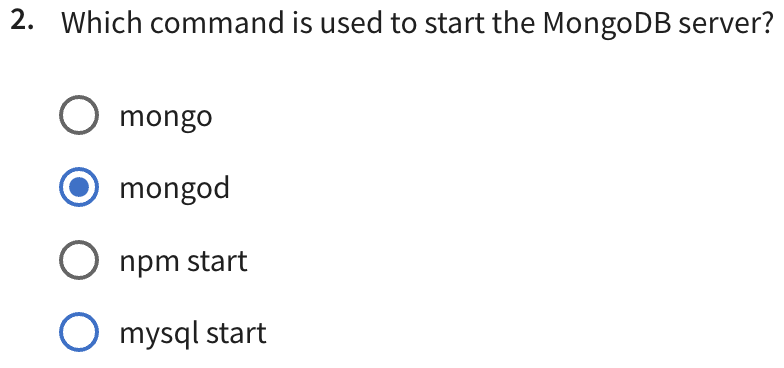 2. Which command is used to start the MongoDB server?
mongo
mongod
npm start
mysql start